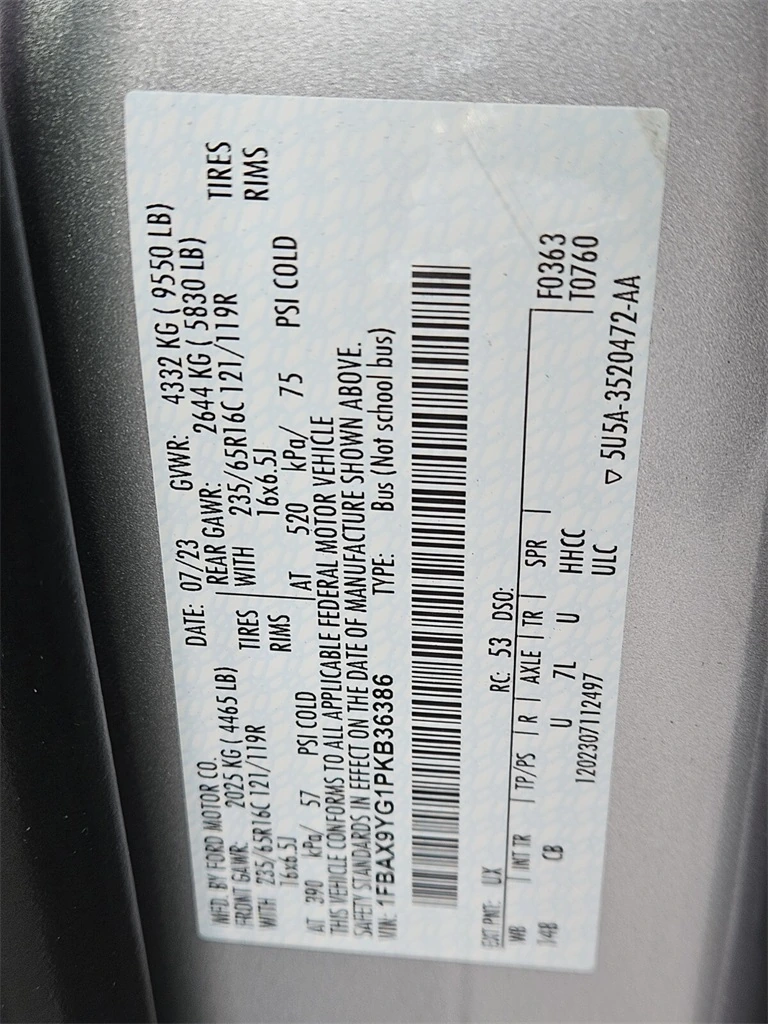 MFD. BY FORD MOTOR CO. DATE: 07/23 GVWR: 4332 KG ( 9550 LB)
FRONT GAWR: 2025 KG ( 4465 LB) REAR GAWR: 2644 KG ( 5830 LB)
WITH 235/65R16C 121/119R TIRES WITH 235/65R16C 121/119R TIRES
16x6.5J RIMS 16x6.5J RIMS
AT 390 kPa/ 57 PSI COLD AT 520 kPa/ 75 PSI COLD
THIS VEHICLE CONFORMS TO ALL APPLICABLE FEDERAL MOTOR VEHICLE
SAFETY STANDARDS IN EFFECT ON THE DATE OF MANUFACTURE SHOWN ABOVE.
VIN: 1FBAX9YG1PKB36386 TYPE: Bus (Not school bus)
EXT PNT: UX RC: 53 DSO:
WB INT TR TP/PS R AXLE TR SPR F0363
148 CB U 7L U HHCC T0760
1202307112497 ULC
▽ 5U5A-3520472-AA